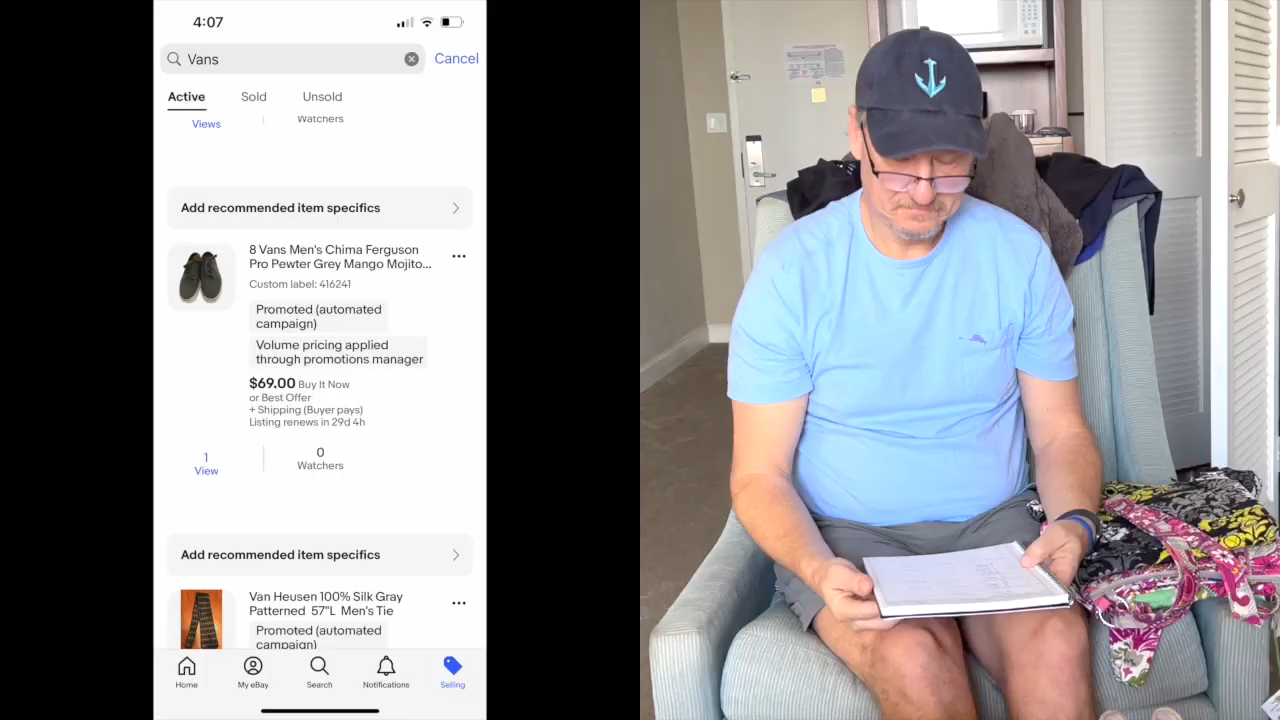 4:07
Vans
Cancel
Active Sold Unsold
Views Watchers
Add recommended item specifics
8 Vans Men's Chima Ferguson
Pro Pewter Grey Mango Mojito...
Custom label: 416241
Promoted (automated
campaign)
Volume pricing applied
through promotions manager
$69.00 Buy It Now
or Best Offer
+ Shipping (Buyer pays)
Listing renews in 29d 4h
1 0
View Watchers
Add recommended item specifics
Van Heusen 100% Silk Gray
Patterned 57"L Men's Tie
Promoted (automated
campaign)
Home My eBay Search Notifications Selling